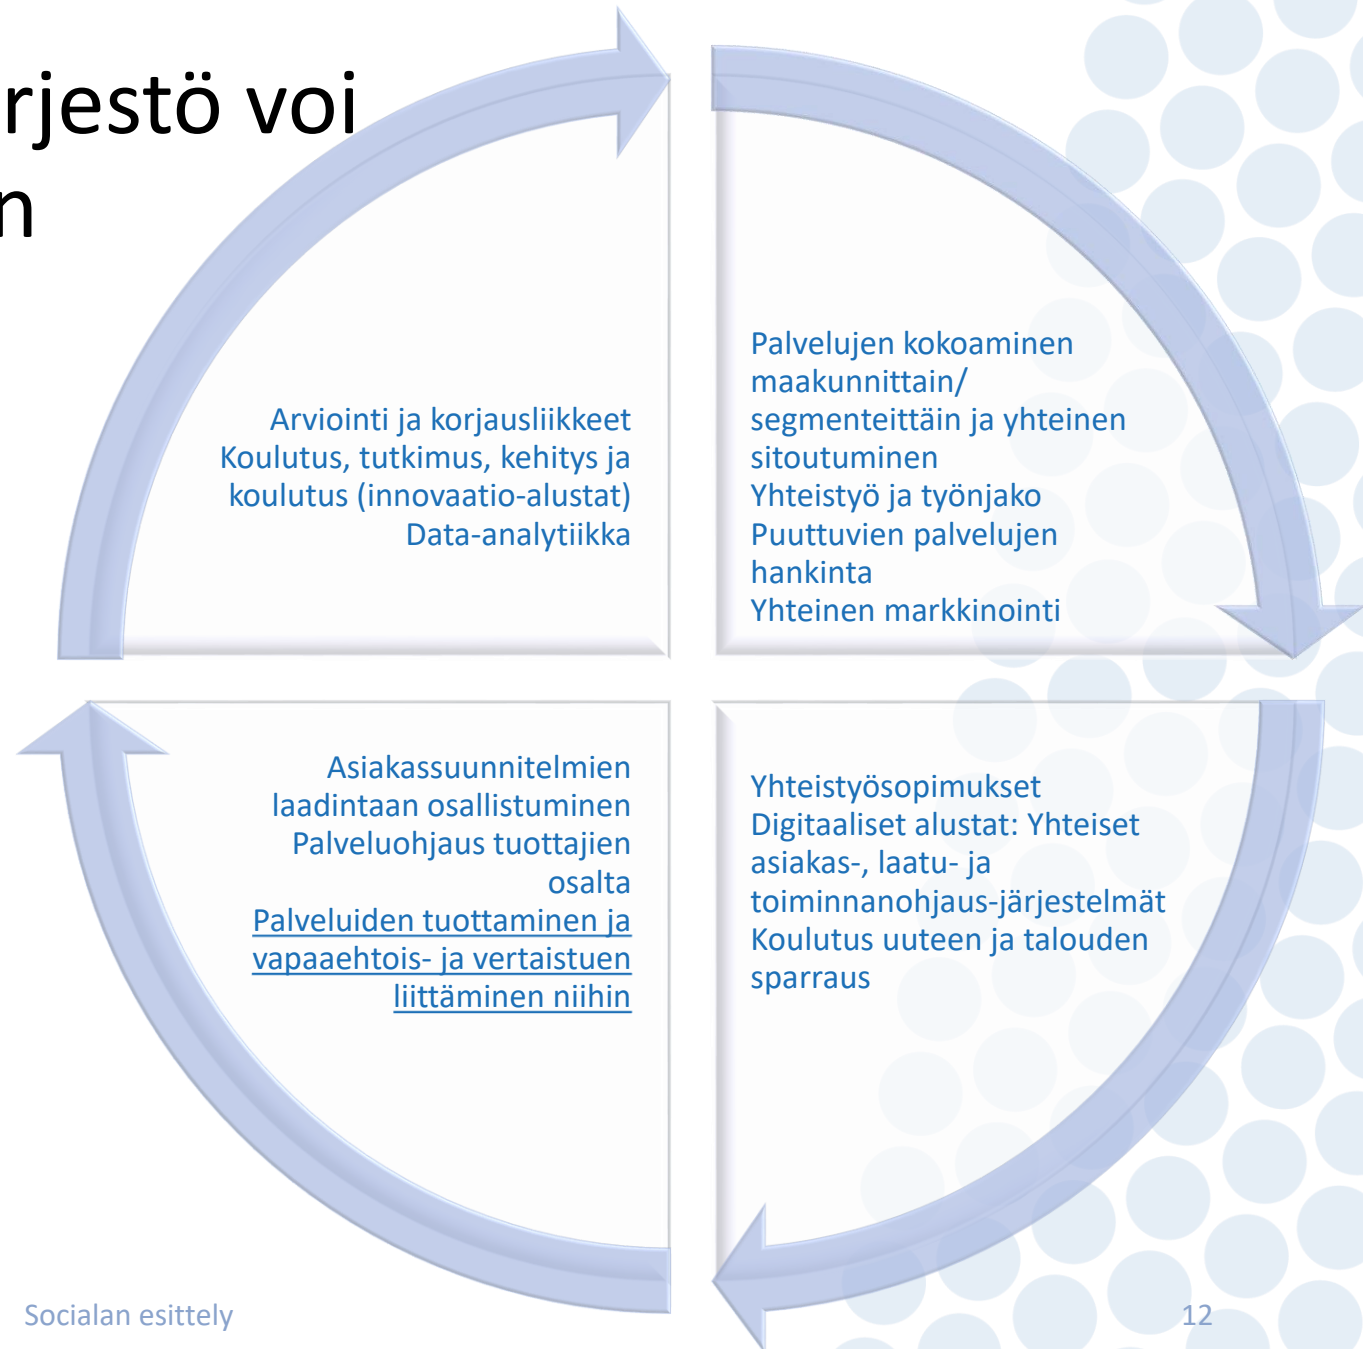 rjestö voi
n
Arviointi ja korjausliikkeet
Koulutus, tutkimus, kehitys ja
koulutus (innovaatio-alustat)
Data-analytiikka
Palvelujen kokoaminen
maakunnittain/
segmenteittäin ja yhteinen
sitoutuminen
Yhteistyö ja työnjako
Puuttuvien palvelujen
hankinta
Yhteinen markkinointi
Asiakassuunnitelmien
laadintaan osallistuminen
Palveluohjaus tuottajien
osalta
Palveluiden tuottaminen ja
vapaaehtois- ja vertaistuen
liittäminen niihin
Yhteistyösopimukset
Digitaaliset alustat: Yhteiset
asiakas-, laatu- ja
toiminnanohjaus-järjestelmät
Koulutus uuteen ja talouden
sparraus
Socialan esittely
12